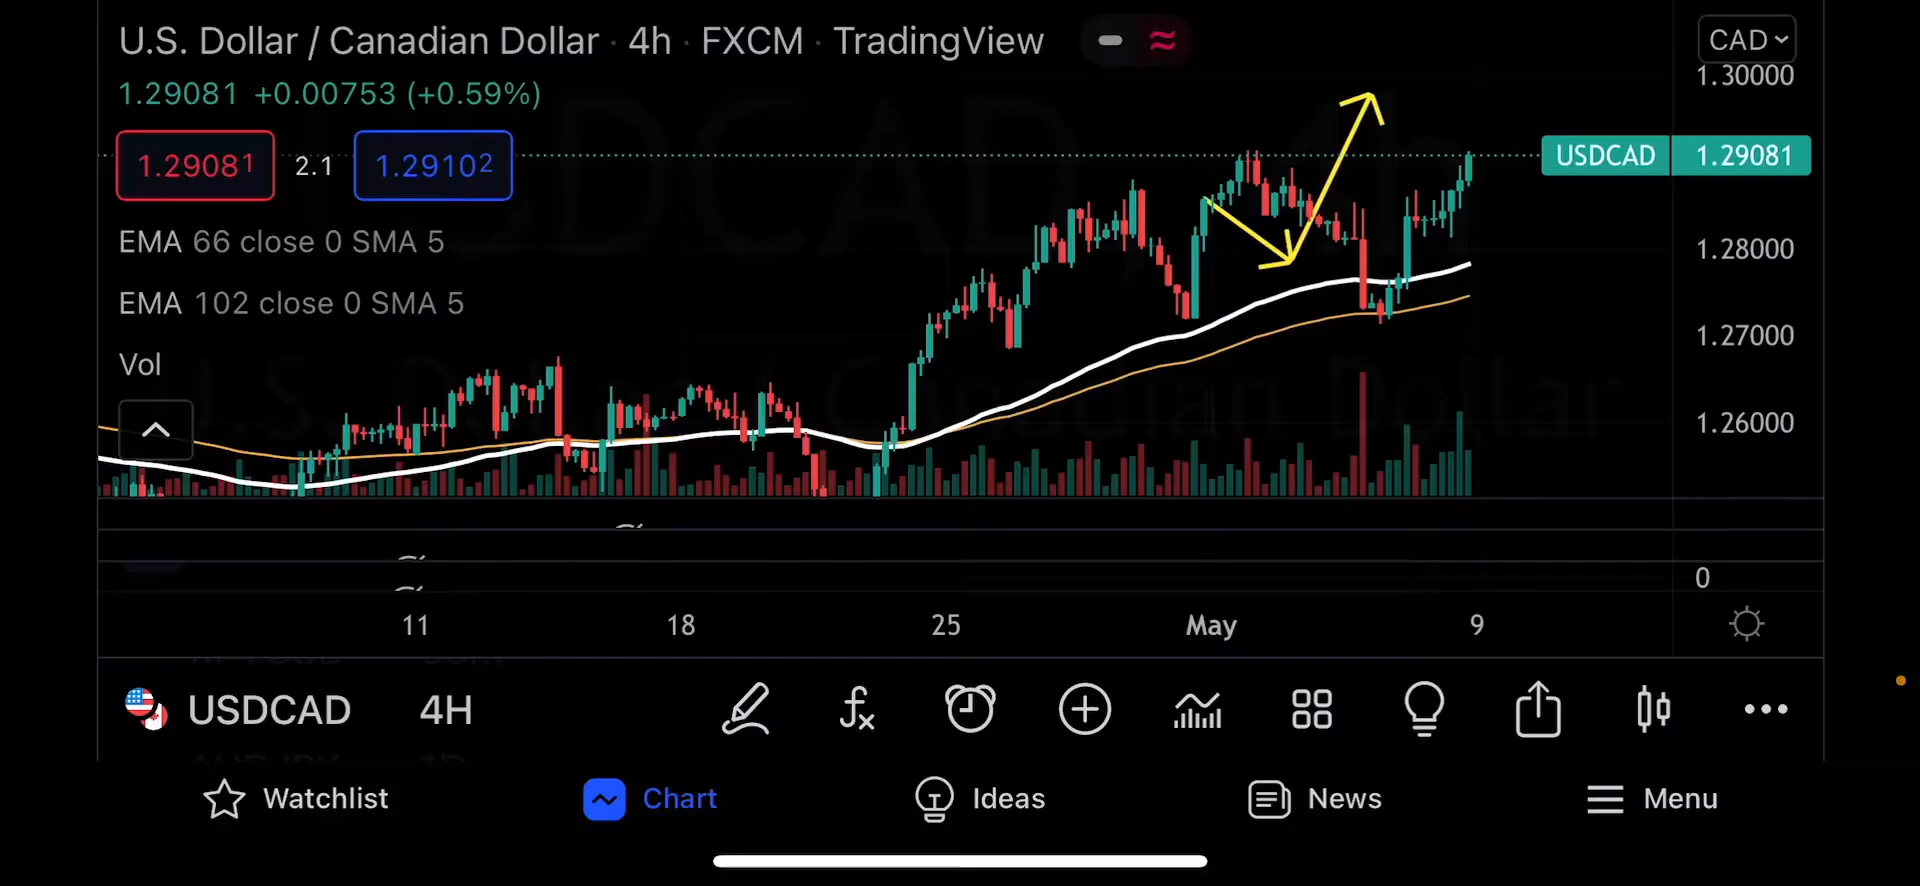 U.S. Dollar / Canadian Dollar · 4h · FXCM · TradingView
CAD
1.29081 +0.00753 (+0.59%)
1.30000
1.29081 2.1 1.29102
USDCAD 1.29081
EMA 66 close 0 SMA 5
1.28000
EMA 102 close 0 SMA 5
1.27000
Vol
1.26000
0
11 18 25 May 9
USDCAD 4H
Watchlist Chart Ideas News Menu